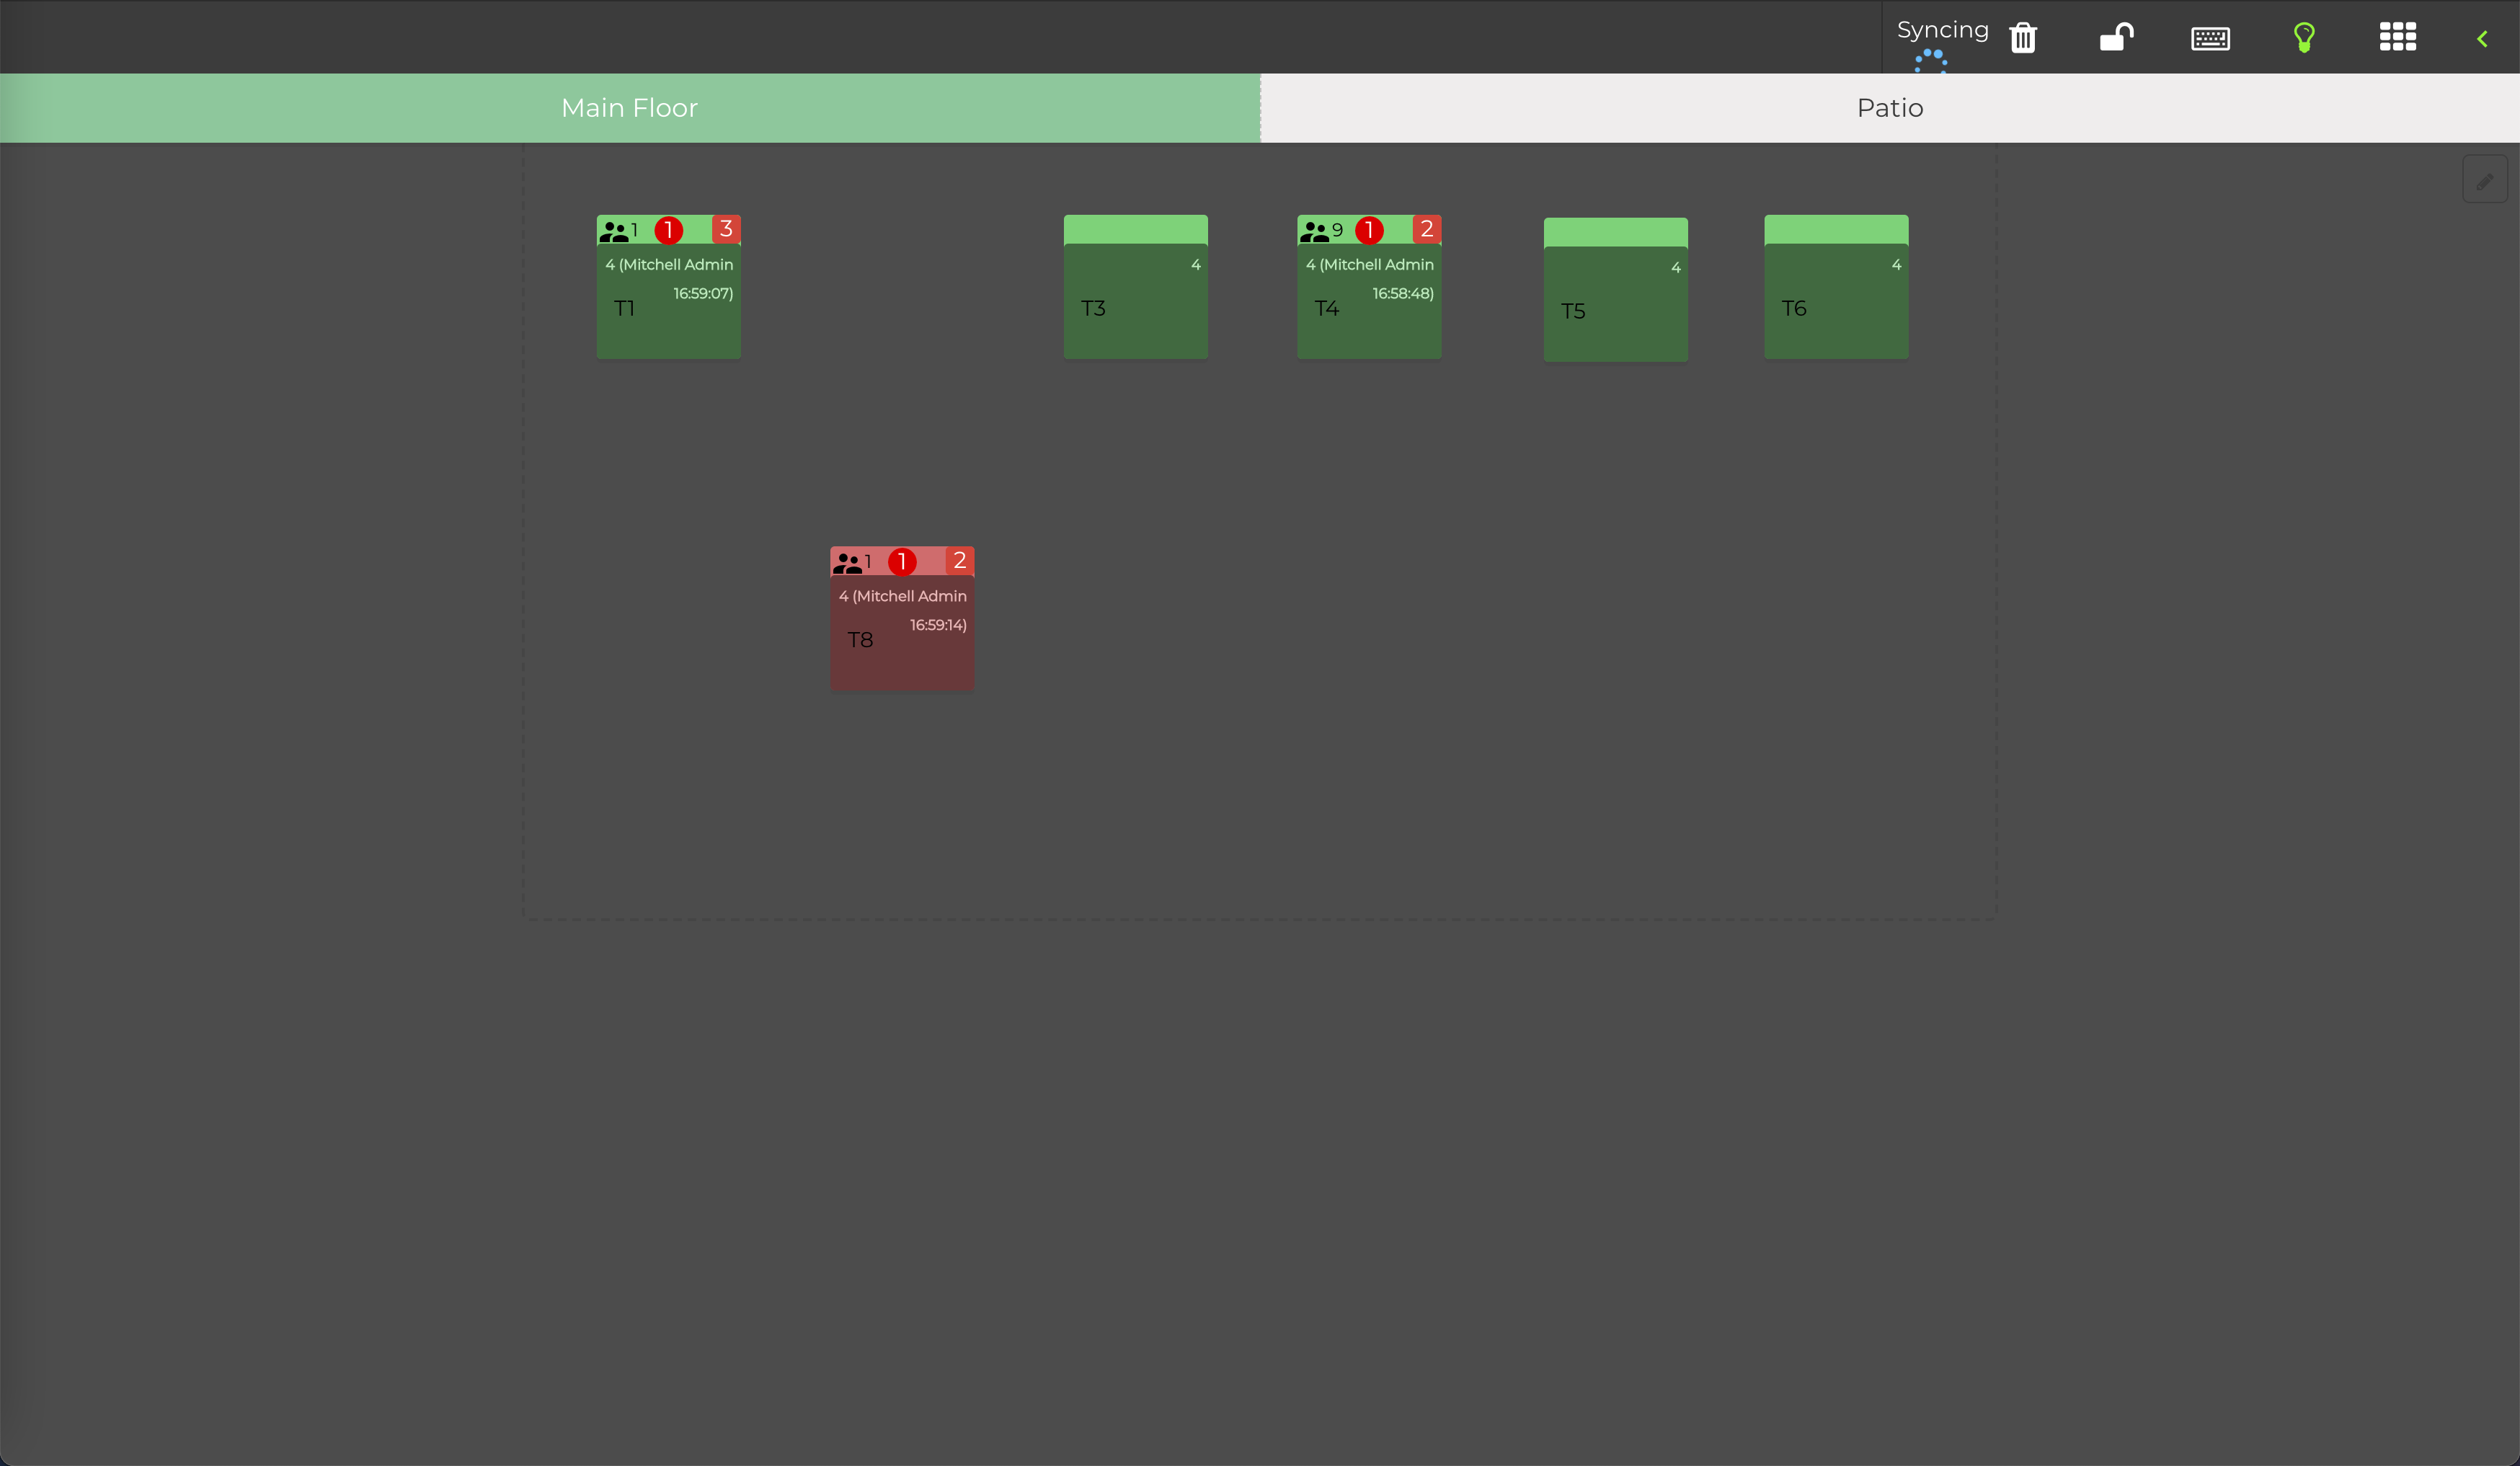 Syncing
Main Floor
Patio
1 1 3
4 (Mitchell Admin
16:59:07)
T1
4
T3
9 1 2
4 (Mitchell Admin
16:58:48)
T4
4
T5
4
T6
1 1 2
4 (Mitchell Admin
16:59:14)
T8